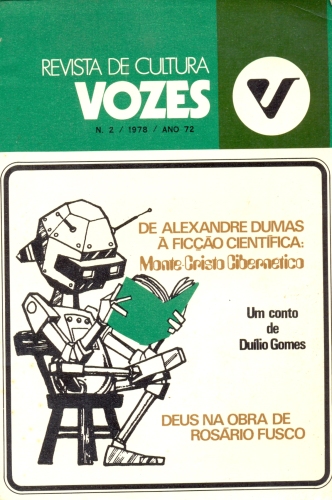 REVISTA DE CULTURA
VOZES
N. 2 / 1978 / ANO 72
DE ALEXANDRE DUMAS
À FICÇÃO CIENTÍFICA:
Monte Cristo Cibernetico
Um conto
de
Duílio Gomes
DEUS NA OBRA DE
ROSÁRIO FUSCO